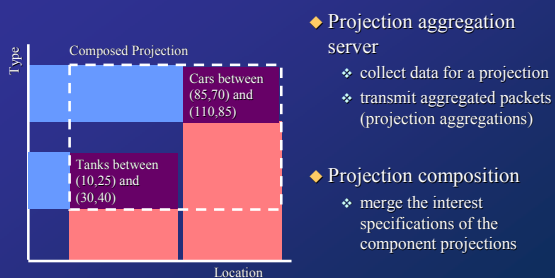 Type
Composed Projection
Cars between
(85,70) and
(110,85)
Tanks between
(10,25) and
(30,40)
Location
Projection aggregation
server
collect data for a projection
transmit aggregated packets
(projection aggregations)
Projection composition
merge the interest
specifications of the
component projections